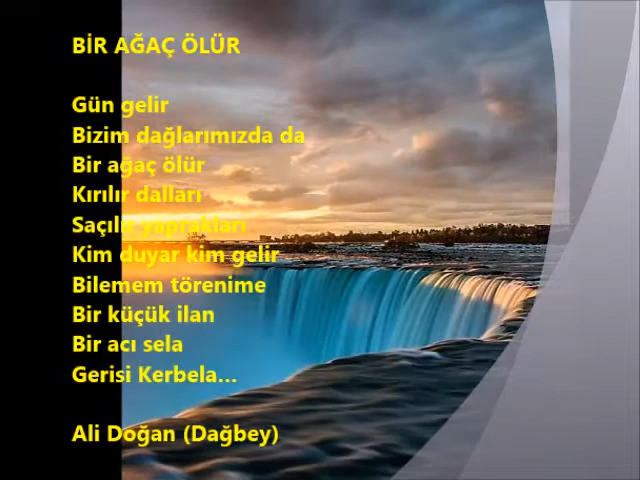 BİR AĞAÇ ÖLÜR
Gün gelir
Bizim dağlarımızda da
Bir ağaç ölür
Kırılır dalları
Saçılır yaprakları
Kim duyar kim gelir
Bilemem törenime
Bir küçük ilan
Bir acı sela
Gerisi Kerbela...
Ali Doğan (Dağbey)